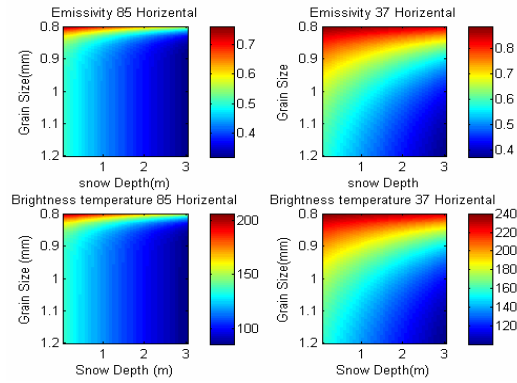 Emissivity 85 Horizental
Grain Size(mm)
0.8
0.9
1
1.1
1.2
1 2 3
snow Depth(m)
0.7
0.6
0.5
0.4
Emissivity 37 Horizental
Grain Size
0.8
0.9
1
1.1
1.2
1 2 3
snow Depth
0.8
0.6
0.4
Brightness temperature 85 Horizental
Grain Size(mm)
0.8
0.9
1
1.1
1.2
1 2 3
Snow Depth (m)
200
150
100
Brightness temperature 37 Horizental
Grain Size
0.8
0.9
1
1.1
1.2
1 2 3
Snow Depth(m)
240
220
200
180
160
140
120
100